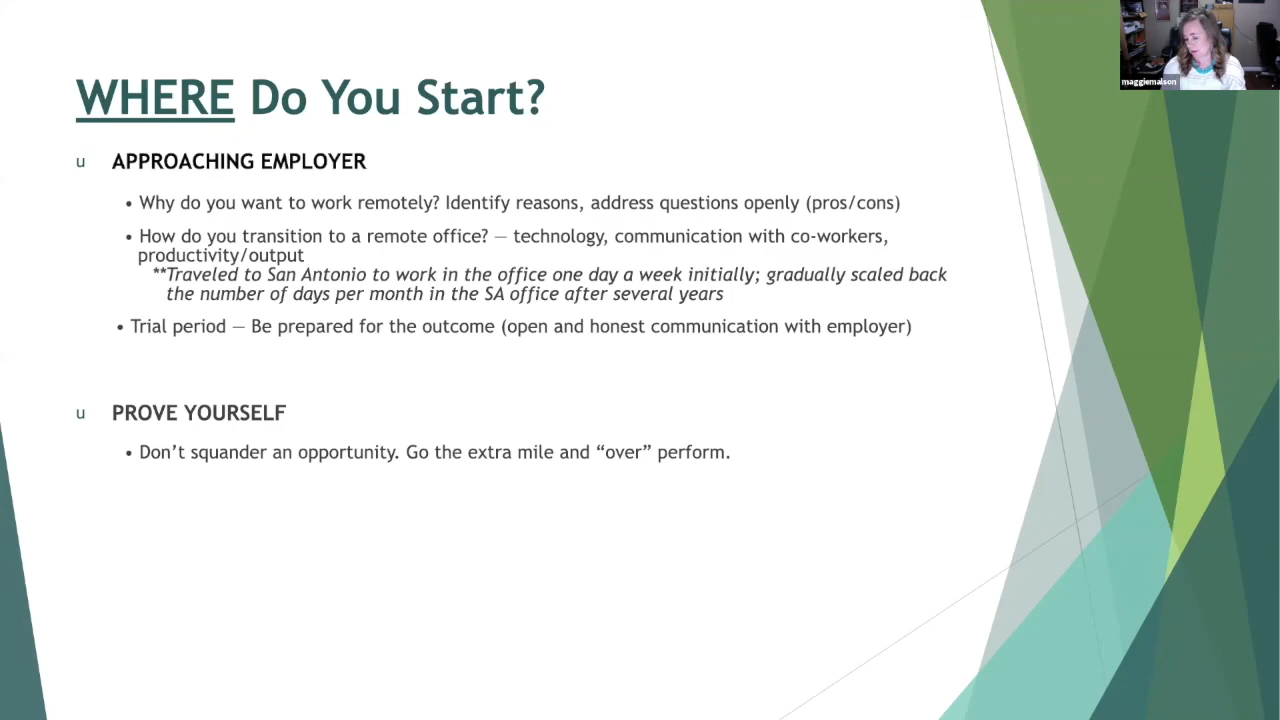 maggiemalson
WHERE Do You Start?
u APPROACHING EMPLOYER
• Why do you want to work remotely? Identify reasons, address questions openly (pros/cons)
• How do you transition to a remote office? — technology, communication with co-workers,
productivity/output
**Traveled to San Antonio to work in the office one day a week initially; gradually scaled back
the number of days per month in the SA office after several years
• Trial period — Be prepared for the outcome (open and honest communication with employer)
u PROVE YOURSELF
• Don’t squander an opportunity. Go the extra mile and “over” perform.